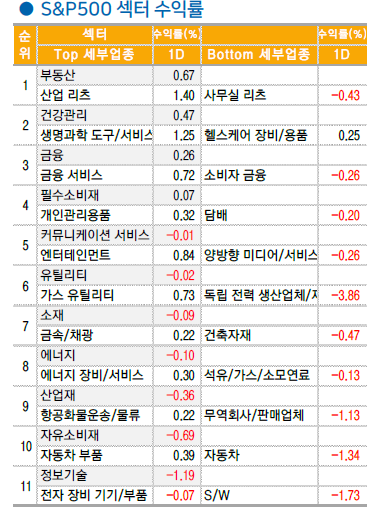 ● S&P500 섹터 수익률
순위 섹터 수익률(%) 수익률(%)
Top 세부업종 1D Bottom 세부업종 1D
1 부동산 0.67
산업 리츠 1.40 사무실 리츠 -0.43
2 건강관리 0.47
생명과학 도구/서비스 1.25 헬스케어 장비/용품 0.25
3 금융 0.26
금융 서비스 0.72 소비자 금융 -0.26
4 필수소비재 0.07
개인관리용품 0.32 담배 -0.20
5 커뮤니케이션 서비스 -0.01
엔터테인먼트 0.84 양방향 미디어/서비스 -0.26
6 유틸리티 -0.02
가스 유틸리티 0.73 독립 전력 생산업체/ -3.86
7 소재 -0.09
금속/채광 0.22 건축자재 -0.47
8 에너지 -0.10
에너지 장비/서비스 0.30 석유/가스/소모연료 -0.13
9 산업재 -0.36
항공화물운송/물류 0.22 무역회사/판매업체 -1.13
10 자유소비재 -0.69
자동차 부품 0.39 자동차 -1.34
11 정보기술 -1.19
전자 장비 기기/부품 -0.07 S/W -1.73